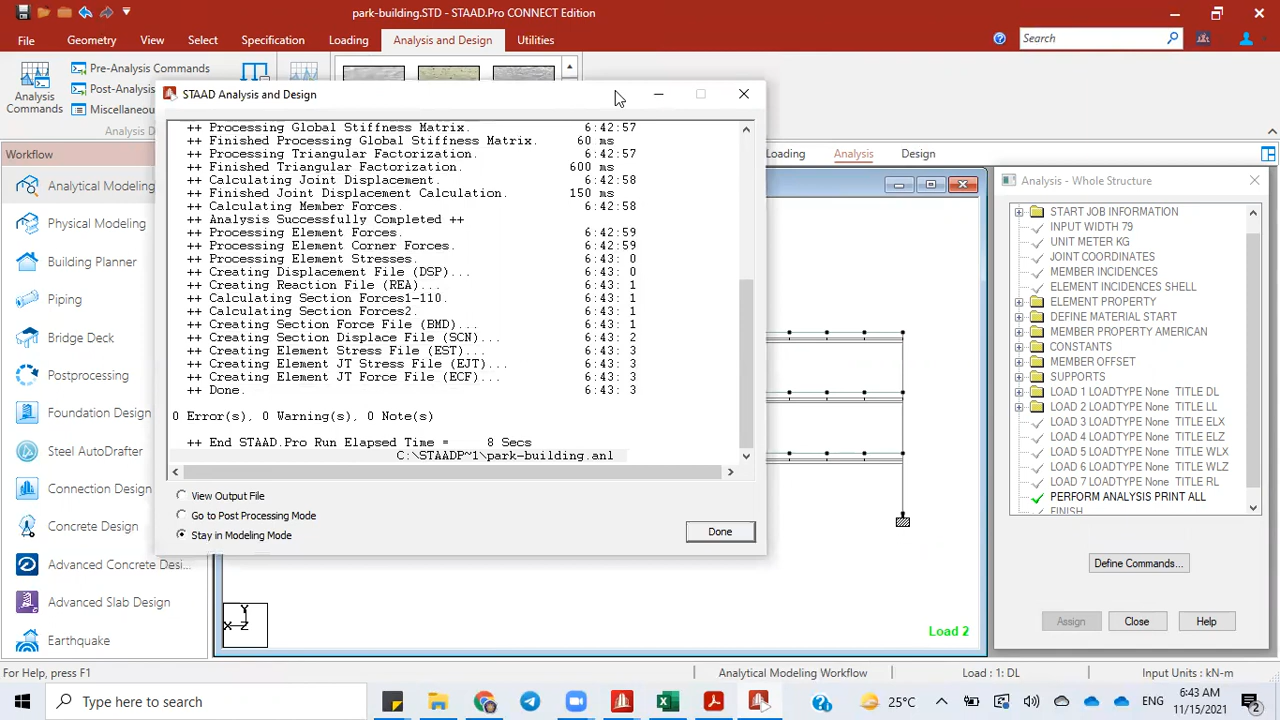 park-building.STD - STAAD.Pro CONNECT Edition
File Geometry View Select Specification Loading Analysis and Design Utilities
Search
Analysis Commands
Pre-Analysis Commands
Post-Analysis
Miscellaneous
Analysis D
STAAD Analysis and Design
++ Processing Global Stiffness Matrix. 6:42:57
++ Finished Processing Global Stiffness Matrix. 60 ms
++ Processing Triangular Factorization. 6:42:57
++ Finished Triangular Factorization. 600 ms
++ Calculating Joint Displacement. 6:42:58
++ Finished Joint Displacement Calculation. 150 ms
++ Calculating Member Forces. 6:42:58
++ Analysis Successfully Completed ++
++ Processing Element Forces. 6:42:59
++ Processing Element Corner Forces. 6:42:59
++ Processing Element Stresses. 6:43: 0
++ Creating Displacement File (DSP)... 6:43: 0
++ Creating Reaction File (REA)... 6:43: 1
++ Calculating Section Forces1-110. 6:43: 1
++ Calculating Section Forces2. 6:43: 1
++ Creating Section Force File (BMD)... 6:43: 1
++ Creating Section Displace File (SCN)... 6:43: 2
++ Creating Element Stress File (EST)... 6:43: 3
++ Creating Element JT Stress File (EJT)... 6:43: 3
++ Creating Element JT Force File (ECF)... 6:43: 3
++ Done. 6:43: 3
0 Error(s), 0 Warning(s), 0 Note(s)
++ End STAAD.Pro Run Elapsed Time = 8 Secs
C:\STAADP~1\park-building.anl
View Output File
Go to Post Processing Mode
Stay in Modeling Mode
Done
Workflow
Analytical Modeling
Physical Modeling
Building Planner
Piping
Bridge Deck
Postprocessing
Foundation Design
Steel AutoDrafter
Connection Design
Concrete Design
Advanced Concrete Desi...
Advanced Slab Design
Earthquake
Loading Analysis Design
Analysis - Whole Structure
START JOB INFORMATION
INPUT WIDTH 79
UNIT METER KG
JOINT COORDINATES
MEMBER INCIDENCES
ELEMENT INCIDENCES SHELL
ELEMENT PROPERTY
DEFINE MATERIAL START
MEMBER PROPERTY AMERICAN
CONSTANTS
MEMBER OFFSET
SUPPORTS
LOAD 1 LOADTYPE None TITLE DL
LOAD 2 LOADTYPE None TITLE LL
LOAD 3 LOADTYPE None TITLE ELX
LOAD 4 LOADTYPE None TITLE ELZ
LOAD 5 LOADTYPE None TITLE WLX
LOAD 6 LOADTYPE None TITLE WLZ
LOAD 7 LOADTYPE None TITLE RL
PERFORM ANALYSIS PRINT ALL
FINISH
Define Commands...
Assign Close Help
Y
X Z
Load 2
For Help, press F1
Analytical Modeling Workflow
Load : 1: DL
Input Units : kN-m
Type here to search
25°C
ENG
6:43 AM
11/15/2021
2